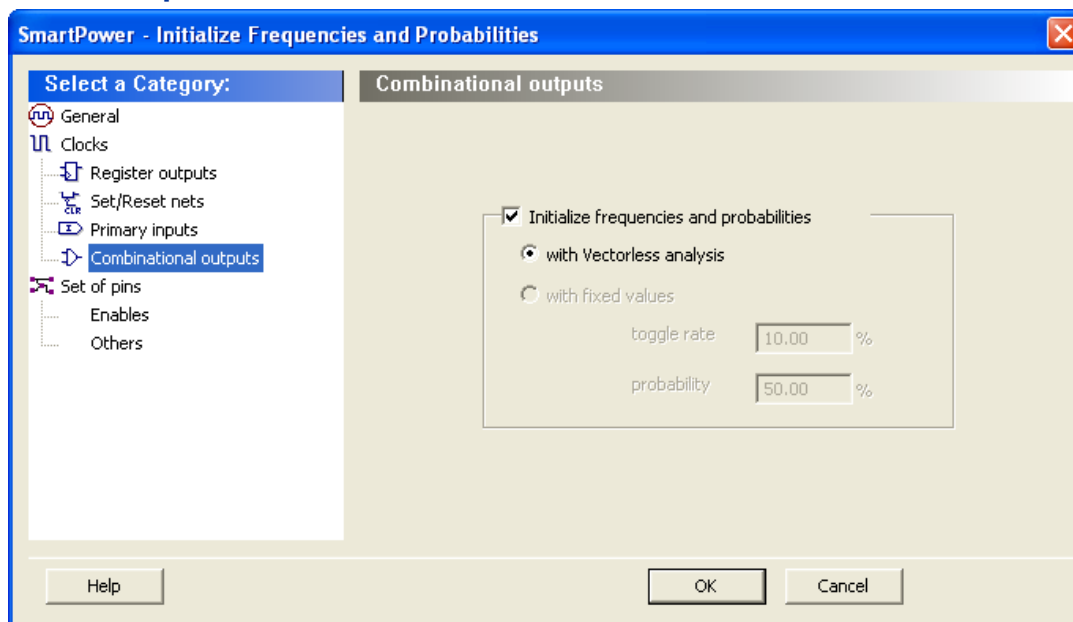 SmartPower - Initialize Frequencies and Probabilities
Select a Category:
General
Clocks
Register outputs
CLR
Set/Reset nets
Primary inputs
Combinational outputs
Set of pins
Enables
Others
Combinational outputs
Initialize frequencies and probabilities
with Vectorless analysis
with fixed values
toggle rate 10.00 %
probability 50.00 %
Help
OK
Cancel